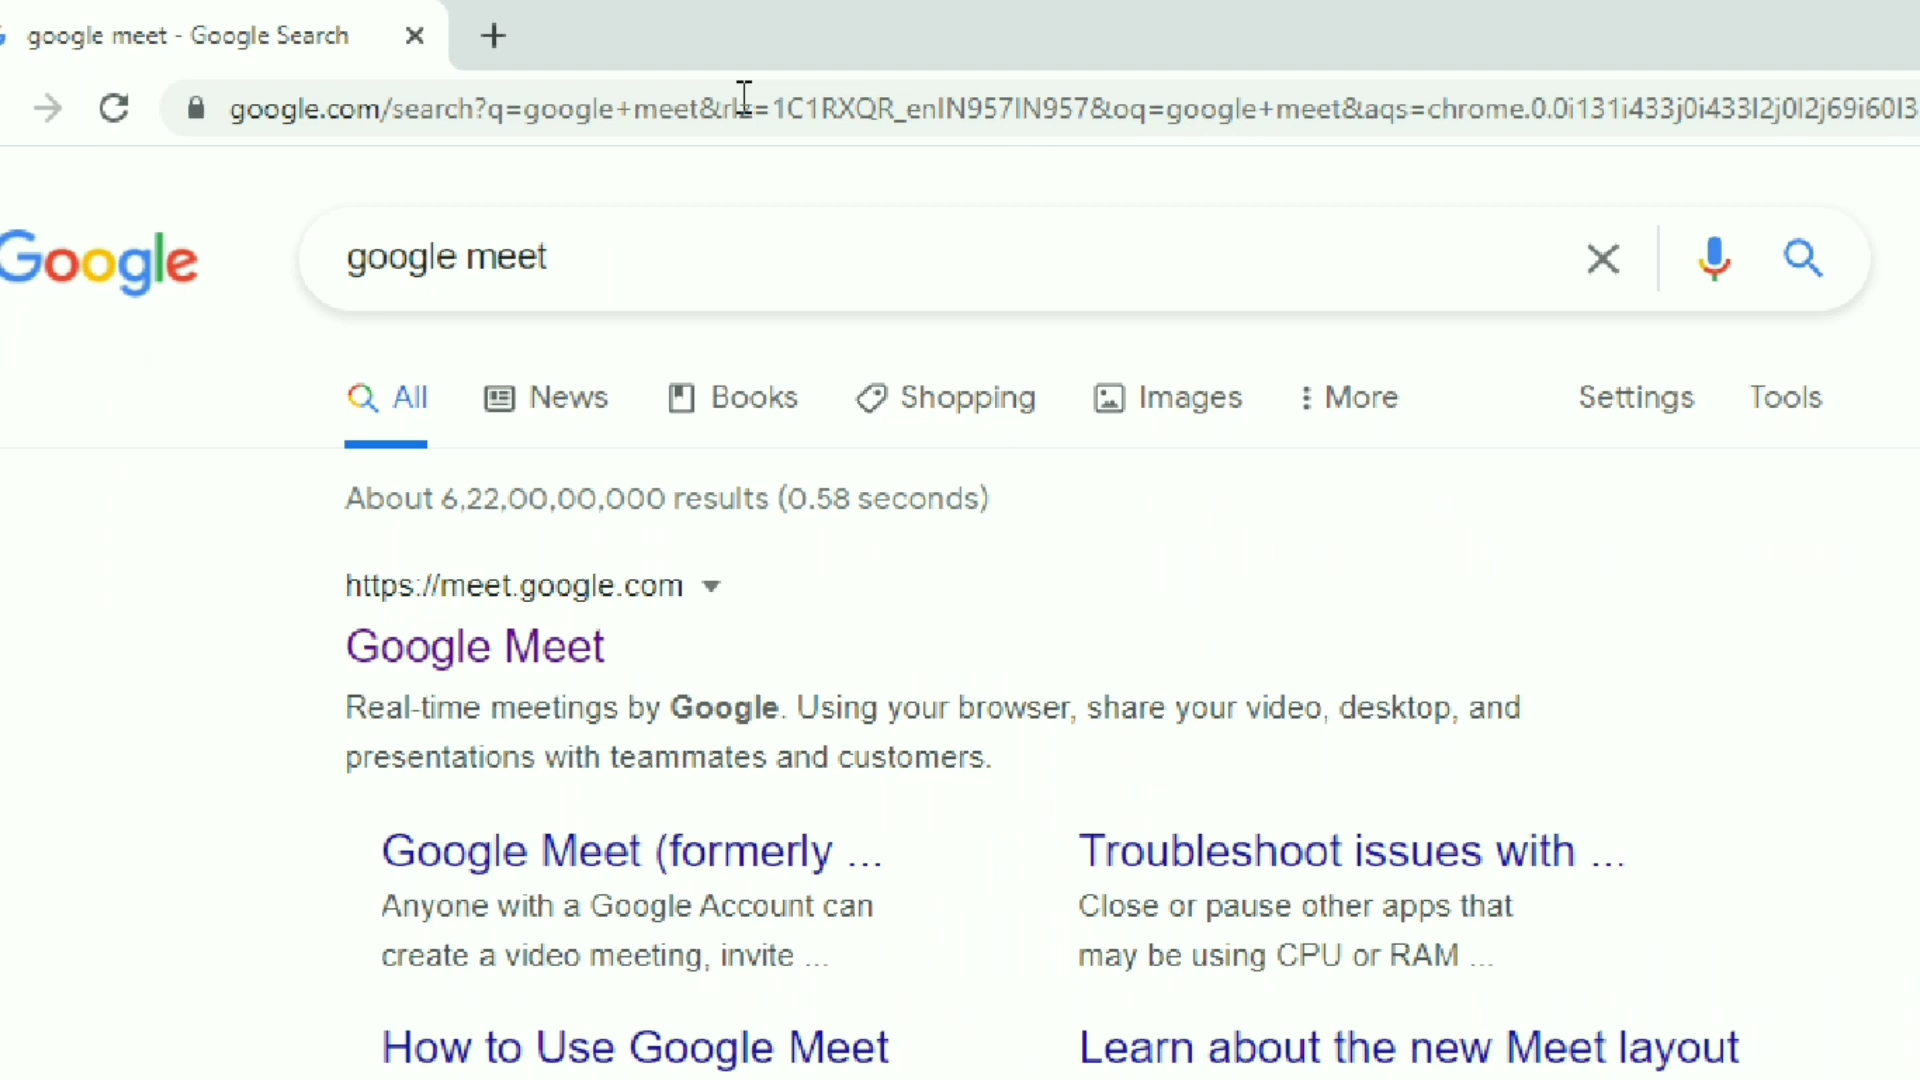 google meet - Google Search
google.com/search?q=google+meet&rlz=1C1RXQR_enIN957IN957&oq=google+meet&aqs=chrome.0.0i131i433j0i433l2j0l2j69i60l3
Google
google meet
All News Books Shopping Images More Settings Tools
About 6,22,00,00,000 results (0.58 seconds)
https://meet.google.com
Google Meet
Real-time meetings by Google. Using your browser, share your video, desktop, and
presentations with teammates and customers.
Google Meet (formerly ...
Anyone with a Google Account can
create a video meeting, invite ...
Troubleshoot issues with ...
Close or pause other apps that
may be using CPU or RAM ...
How to Use Google Meet
Learn about the new Meet layout